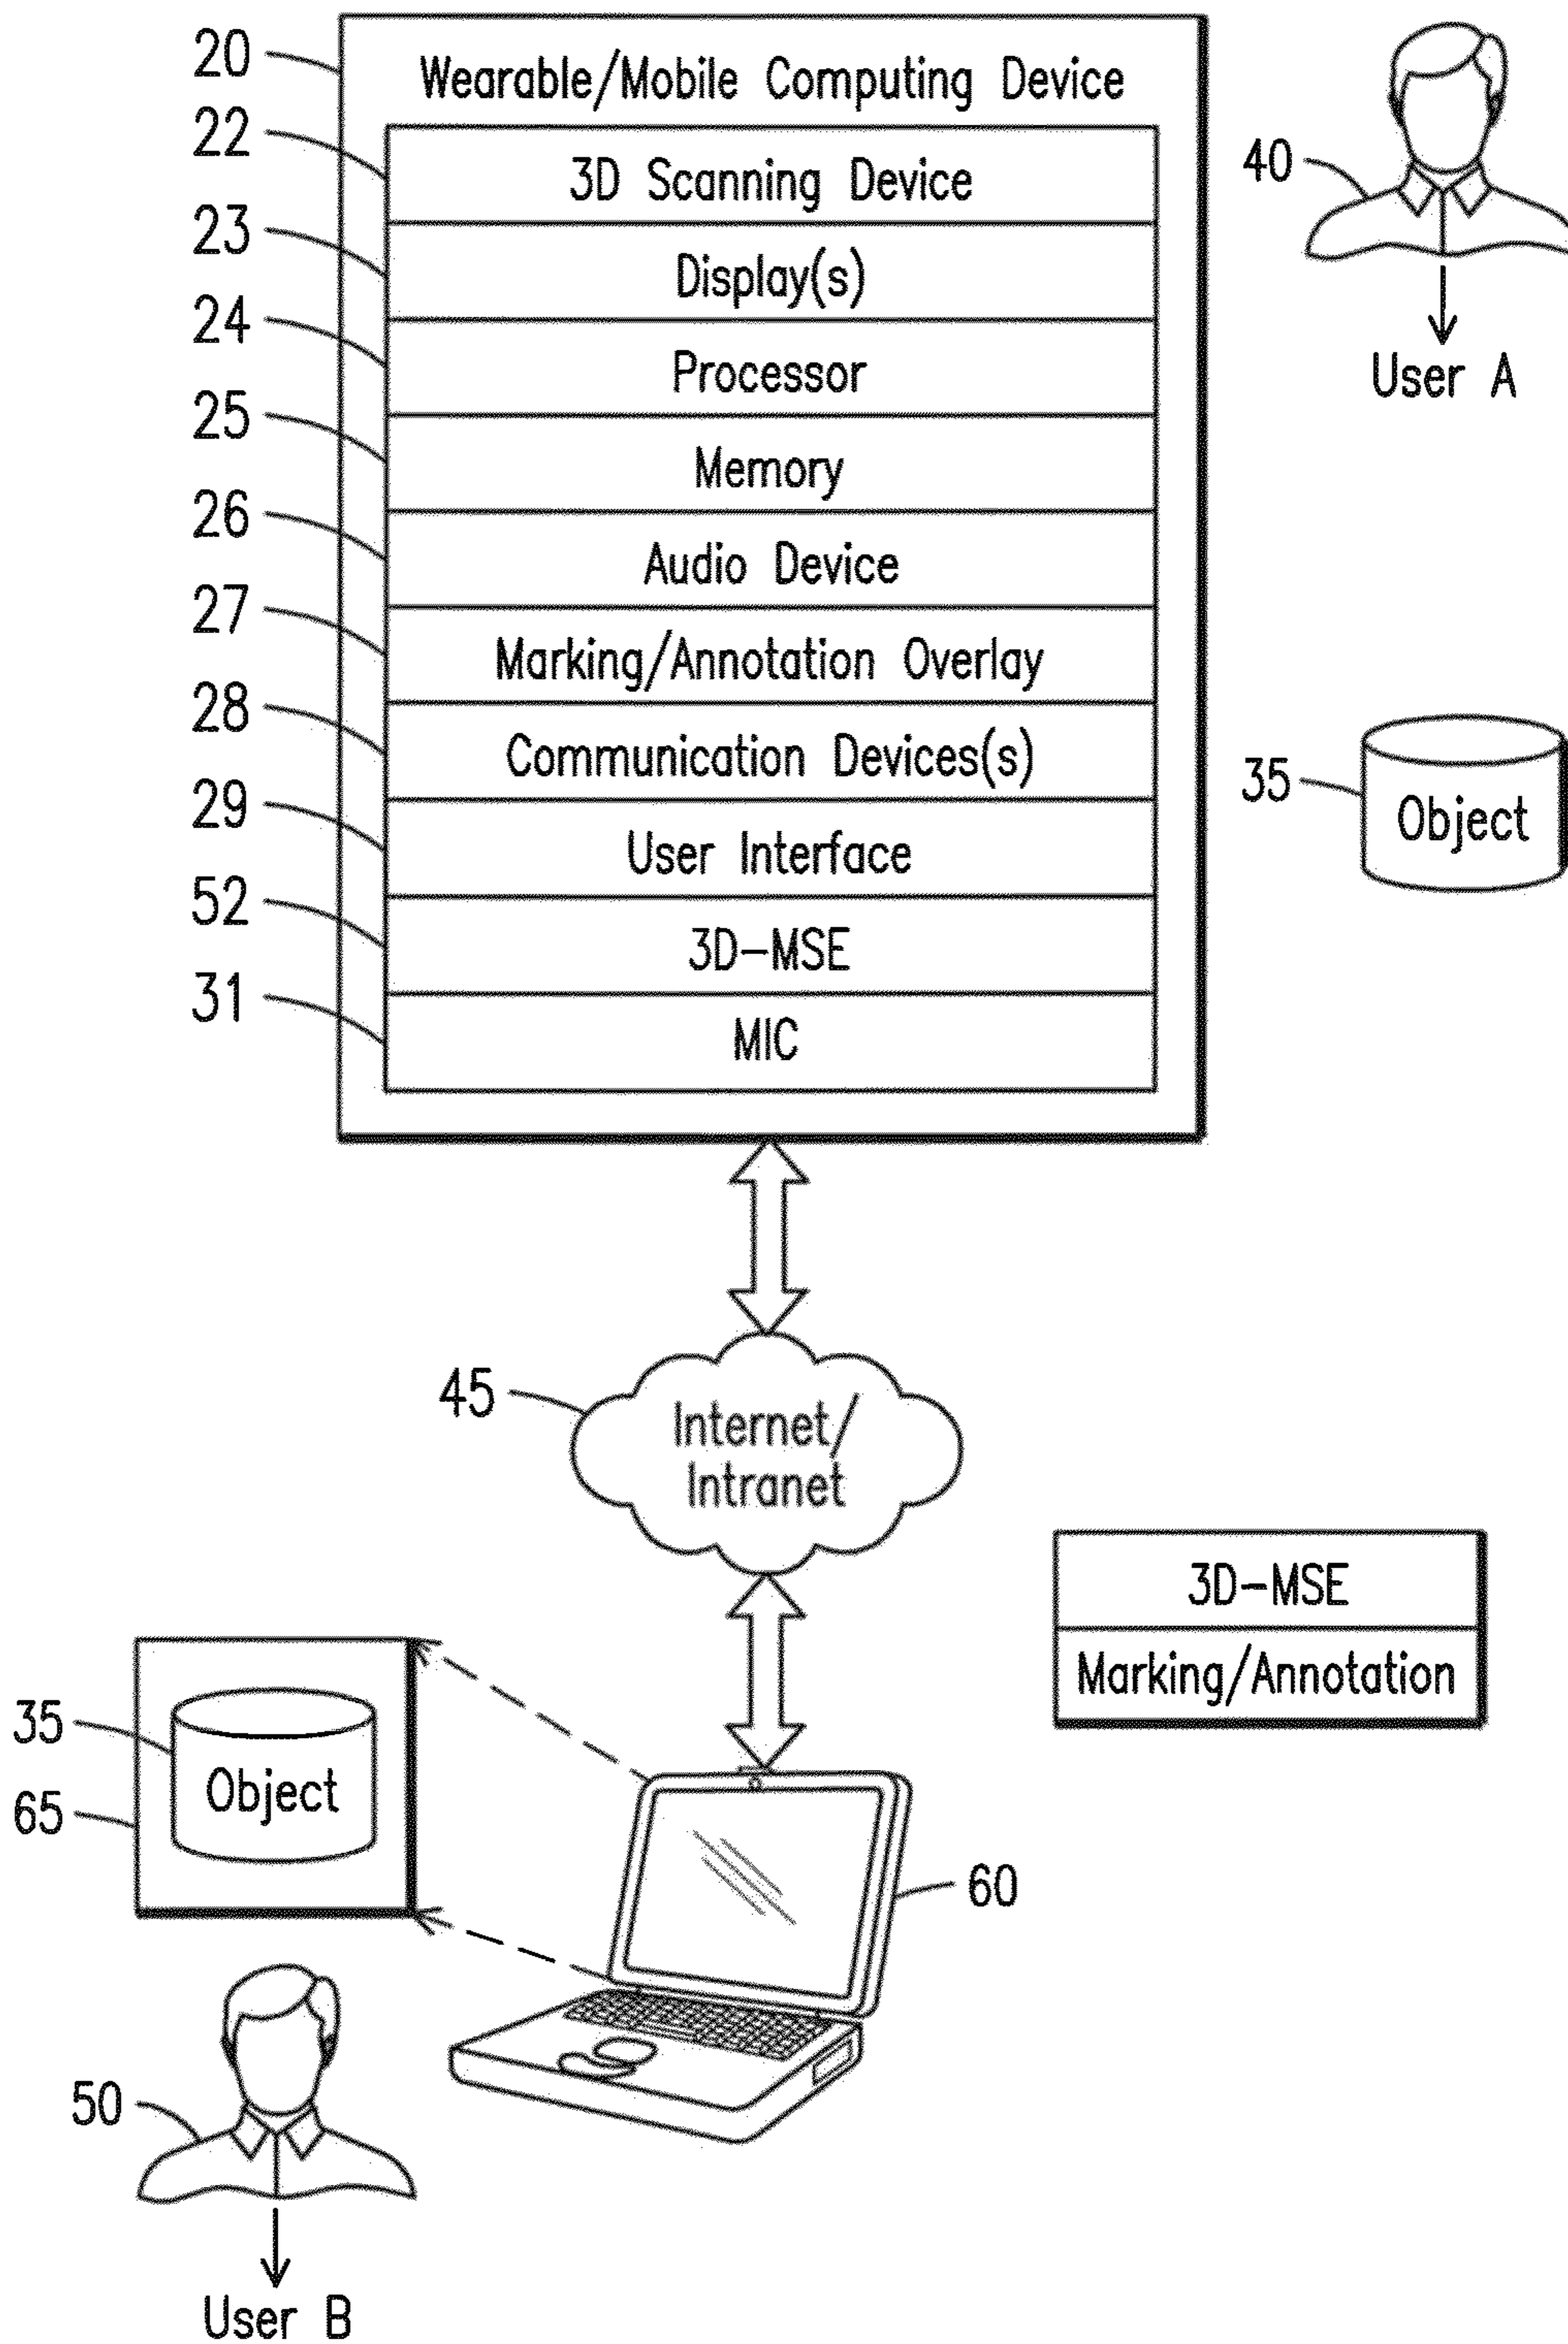 20
Wearable/Mobile Computing Device
22
3D Scanning Device
40
23
Display(s)
24
Processor
User A
25
Memory
26
Audio Device
27
Marking/Annotation Overlay
28
Communication Devices(s)
35
Object
29
User Interface
52
3D-MSE
31
MIC
45
Internet/
Intranet
3D-MSE
Marking/Annotation
35
Object
65
60
50
User B